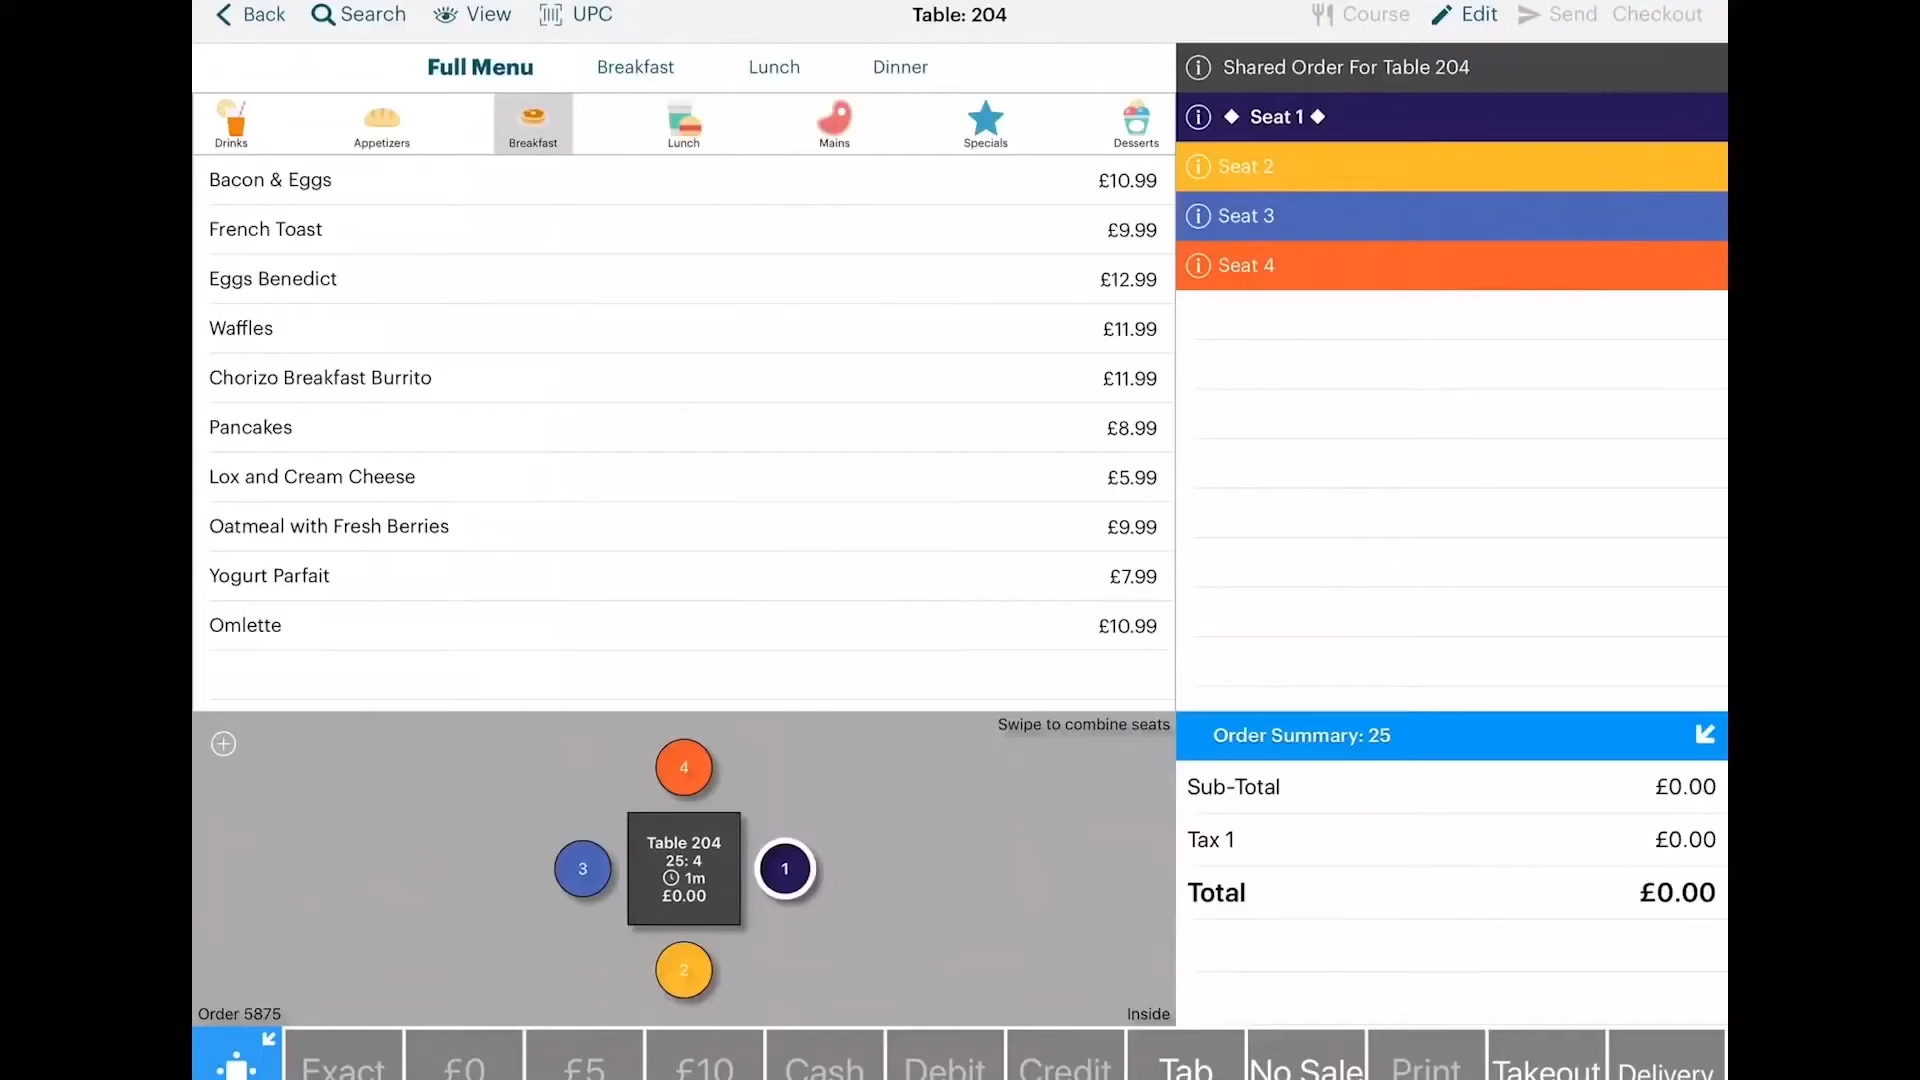 Back Search View UPC Table: 204 Course Edit Send Checkout
Full Menu Breakfast Lunch Dinner
Drinks Appetizers Breakfast Lunch Mains Specials Desserts
Bacon & Eggs £10.99
French Toast £9.99
Eggs Benedict £12.99
Waffles £11.99
Chorizo Breakfast Burrito £11.99
Pancakes £8.99
Lox and Cream Cheese £5.99
Oatmeal with Fresh Berries £9.99
Yogurt Parfait £7.99
Omlette £10.99
Shared Order For Table 204
Seat 1
Seat 2
Seat 3
Seat 4
Swipe to combine seats
4
Table 204
25: 4
1m
£0.00
3
1
2
Order 5875
Inside
Order Summary: 25
Sub-Total £0.00
Tax 1 £0.00
Total £0.00
Exact £0 £5 £10 Cash Debit Credit Tab No Sale Print Takeout Delivery